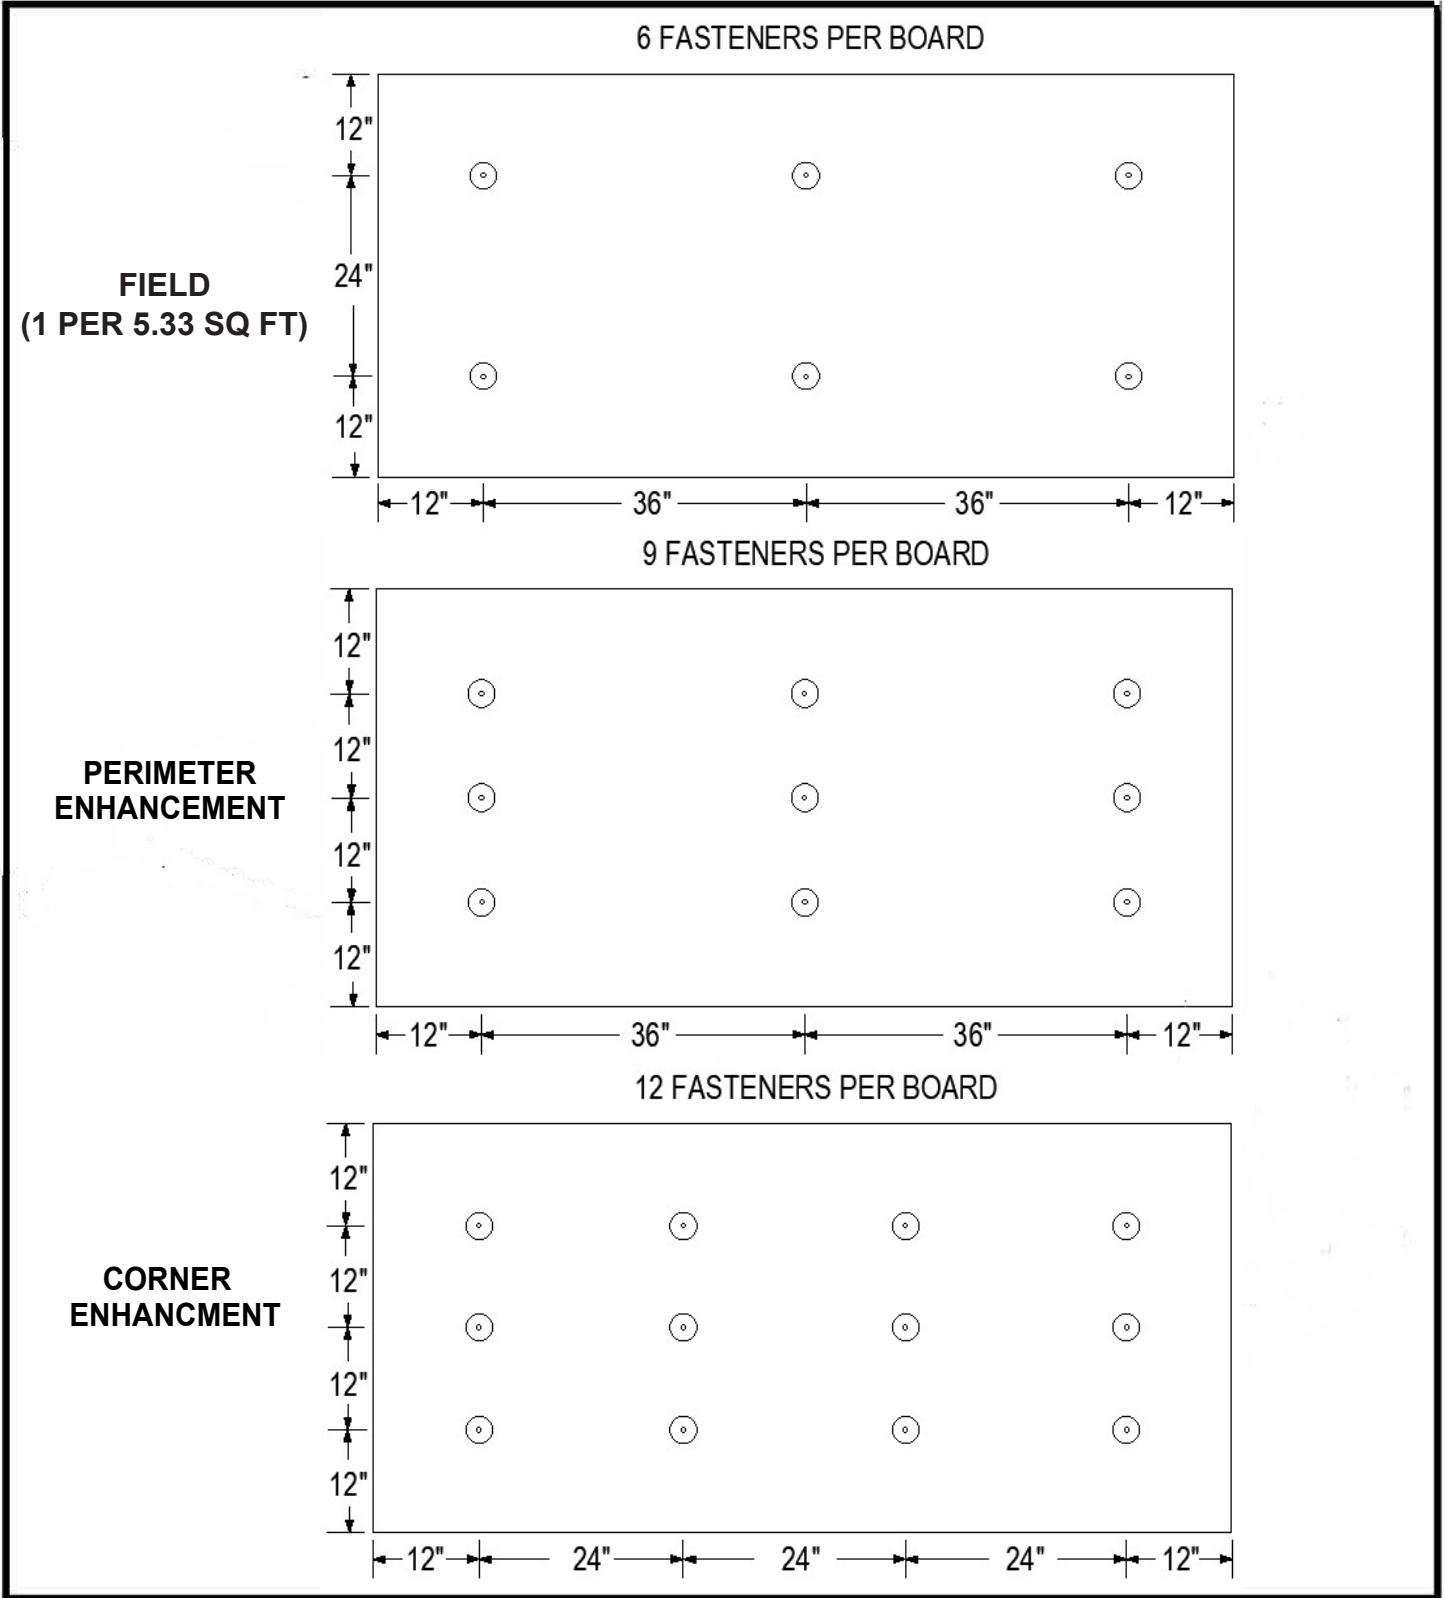 6 FASTENERS PER BOARD
12"
24"
FIELD
(1 PER 5.33 SQ FT)
12"
12" 36" 36" 12"
9 FASTENERS PER BOARD
12"
12"
PERIMETER
ENHANCEMENT
12"
12"
12" 36" 36" 12"
12 FASTENERS PER BOARD
12"
12"
CORNER
ENHANCMENT
12"
12"
12" 24" 24" 24" 12"